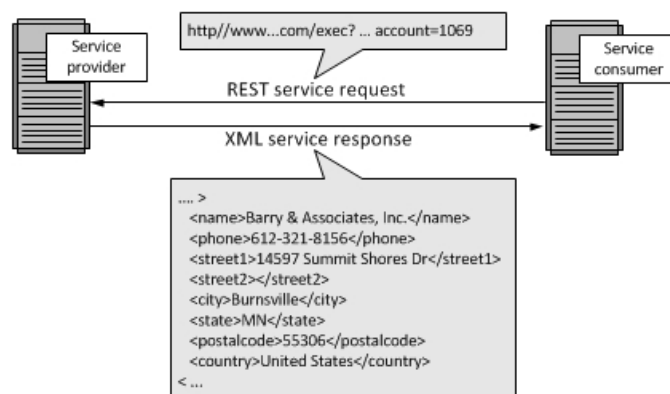 Service
provider
http//www...com/exec? ... account=1069
Service
consumer
REST service request
XML service response
.... >
<name>Barry & Associates, Inc.</name>
<phone>612-321-8156</phone>
<street1>14597 Summit Shores Dr</street1>
<street2></street2>
<city>Burnsville</city>
<state>MN</state>
<postalcode>55306</postalcode>
<country>United States</country>
< ...